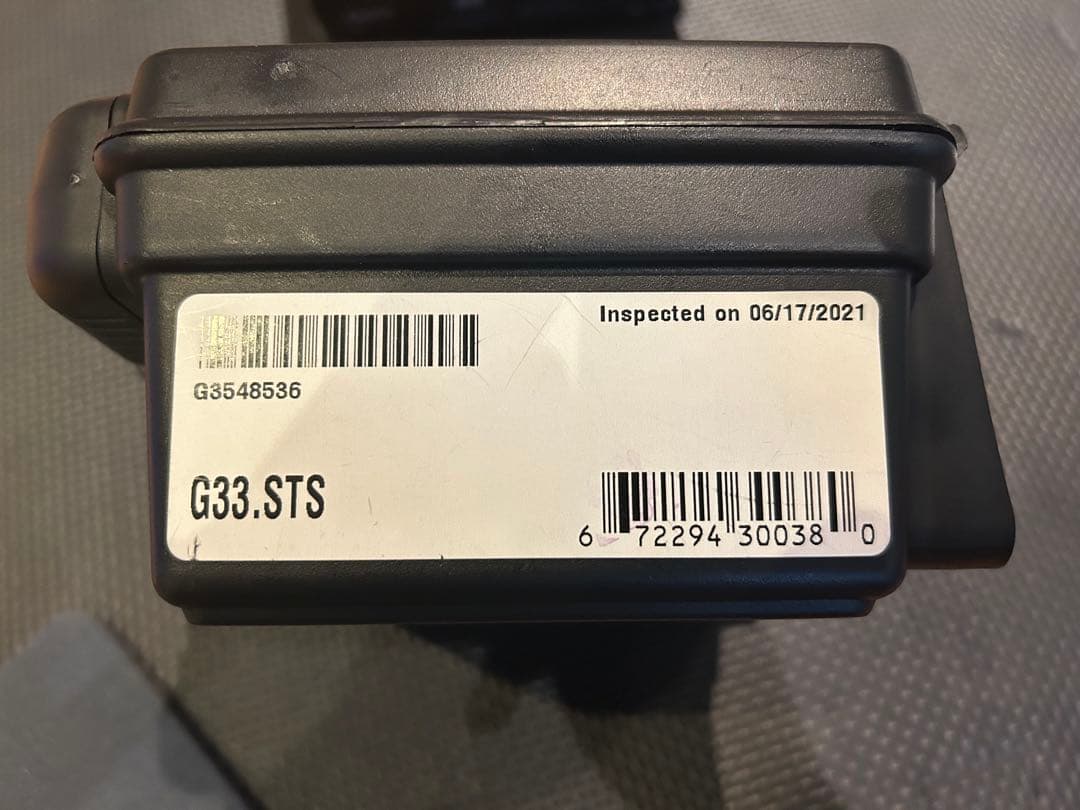 Inspected on 06/17/2021
G3548536
G33.STS
6 72294 30038 0